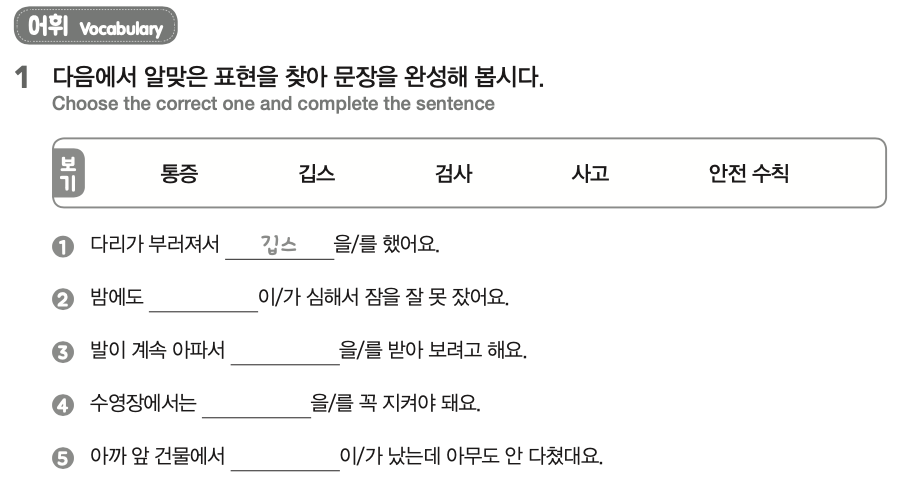 어휘 Vocabulary
1 다음에서 알맞은 표현을 찾아 문장을 완성해 봅시다.
Choose the correct one and complete the sentence
보기 통증 깁스 검사 사고 안전 수칙
1 다리가 부러져서 깁스 을/를 했어요.
2 밤에도 ________ 이/가 심해서 잠을 잘 못 잤어요.
3 발이 계속 아파서 ________ 을/를 받아 보려고 해요.
4 수영장에서는 ________ 을/를 꼭 지켜야 돼요.
5 아까 앞 건물에서 ________ 이/가 났는데 아무도 안 다쳤대요.